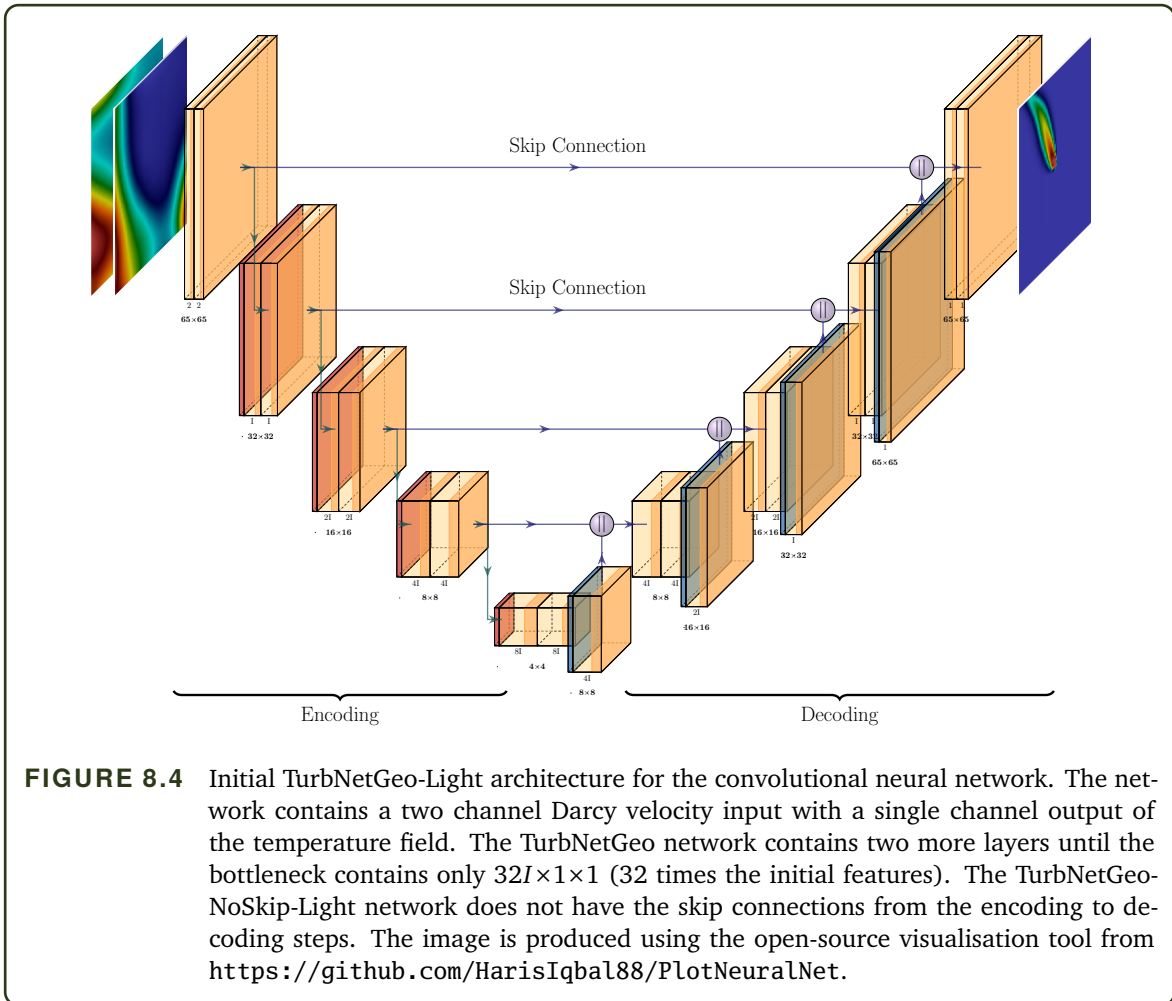 Skip Connection
2 2
1 1
65×65
65×65
Skip Connection
I I
· 32×32
I I
32×32
1
65×65
2I 2I
· 16×16
2I 2I
16×16
I
32×32
4I 4I
· 8×8
4I 4I
8×8
2I
16×16
8I 8I
· 4×4
4I
· 8×8
Encoding
Decoding
FIGURE 8.4 Initial TurbNetGeo-Light architecture for the convolutional neural network. The net-
work contains a two channel Darcy velocity input with a single channel output of
the temperature field. The TurbNetGeo network contains two more layers until the
bottleneck contains only 32I×1×1 (32 times the initial features). The TurbNetGeo-
NoSkip-Light network does not have the skip connections from the encoding to de-
coding steps. The image is produced using the open-source visualisation tool from
https://github.com/HarisIqbal88/PlotNeuralNet.